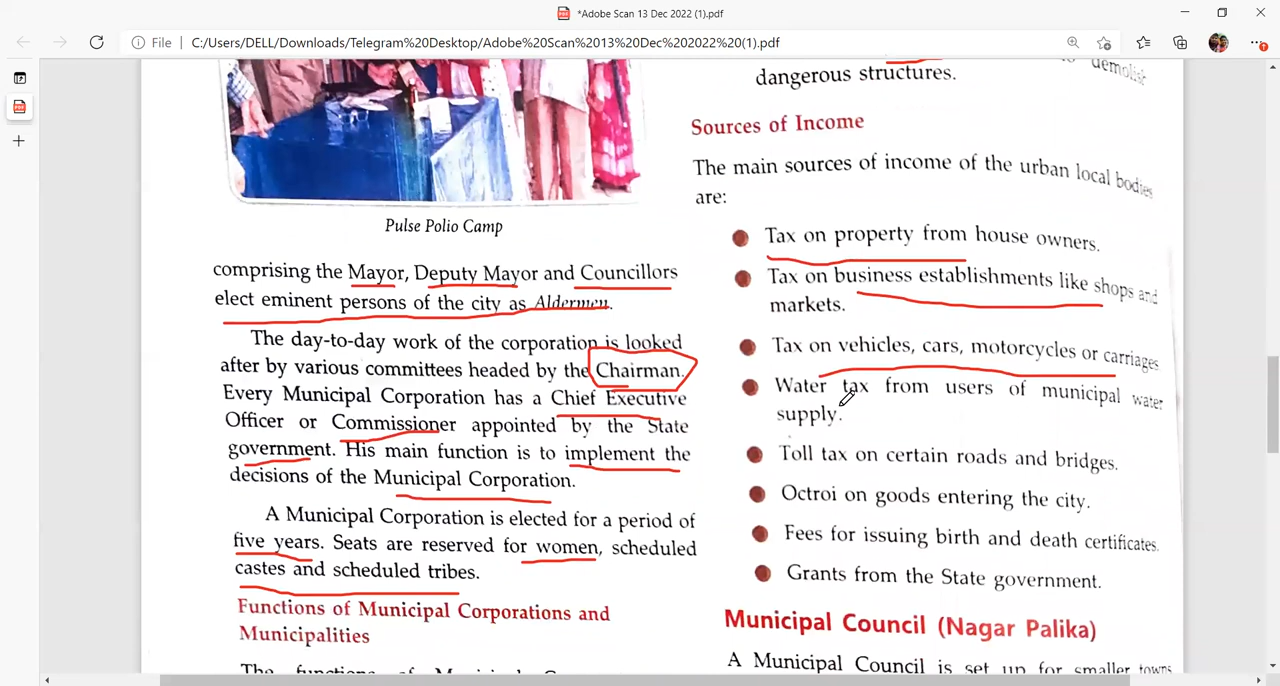 *Adobe Scan 13 Dec 2022 (1).pdf
File
C:/Users/DELL/Downloads/Telegram%20Desktop/Adobe%20Scan%2013%20Dec%202022%20(1).pdf
Pulse Polio Camp
comprising the Mayor, Deputy Mayor and Councillors
elect eminent persons of the city as Aldermen.
The day-to-day work of the corporation is looked
after by various committees headed by the Chairman.
Every Municipal Corporation has a Chief Executive
Officer or Commissioner appointed by the State
government. His main function is to implement the
decisions of the Municipal Corporation.
A Municipal Corporation is elected for a period of
five years. Seats are reserved for women, scheduled
castes and scheduled tribes.
Functions of Municipal Corporations and
Municipalities
demolish
dangerous structures.
Sources of Income
The main sources of income of the urban local bodies
are:
Tax on property from house owners.
Tax on business establishments like shops and
markets.
Tax on vehicles, cars, motorcycles or carriages
Water tax from users of municipal water
supply.
Toll tax on certain roads and bridges.
Octroi on goods entering the city.
Fees for issuing birth and death certificates.
Grants from the State government.
Municipal Council (Nagar Palika)
A Municipal Council is set up for smaller towns